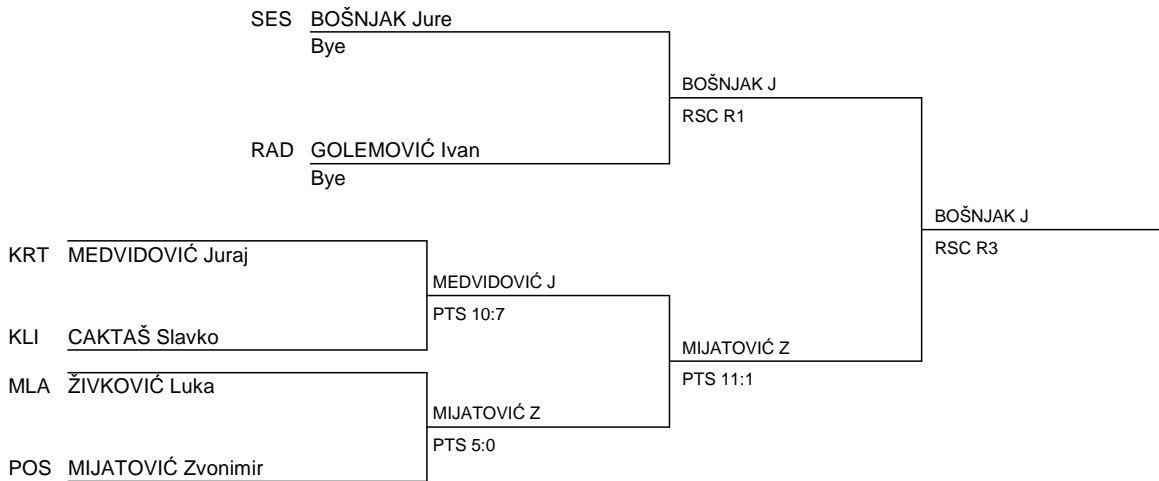 SES BOŠNJAK Jure
Bye
BOŠNJAK J
RSC R1
RAD GOLEMOVIĆ Ivan
Bye
BOŠNJAK J
RSC R3
KRT MEDVIDOVIĆ Juraj
MEDVIDOVIĆ J
PTS 10:7
KLI CAKTAŠ Slavko
MIJATOVIĆ Z
PTS 11:1
MLA ŽIVKOVIĆ Luka
MIJATOVIĆ Z
PTS 5:0
POS MIJATOVIĆ Zvonimir